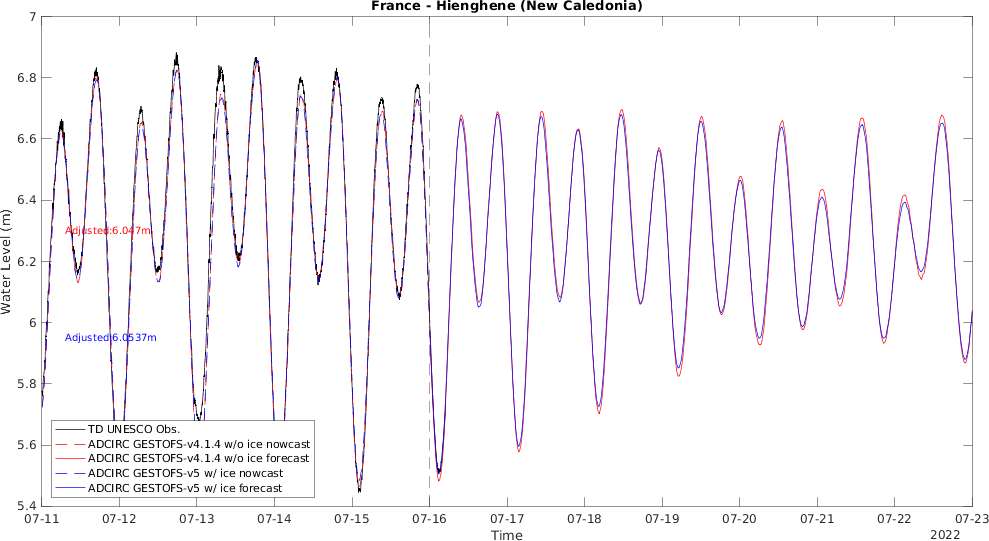 France - Hienghene (New Caledonia)
7
6.8
6.6
6.4
6.2
6
5.8
5.6
5.4
Water Level (m)
Adjusted:6.047m
Adjusted:6.0537m
TD UNESCO Obs.
ADCIRC GESTOFS-v4.1.4 w/o ice nowcast
ADCIRC GESTOFS-v4.1.4 w/o ice forecast
ADCIRC GESTOFS-v5 w/ ice nowcast
ADCIRC GESTOFS-v5 w/ ice forecast
07-11 07-12 07-13 07-14 07-15 07-16 07-17 07-18 07-19 07-20 07-21 07-22 07-23
Time
2022